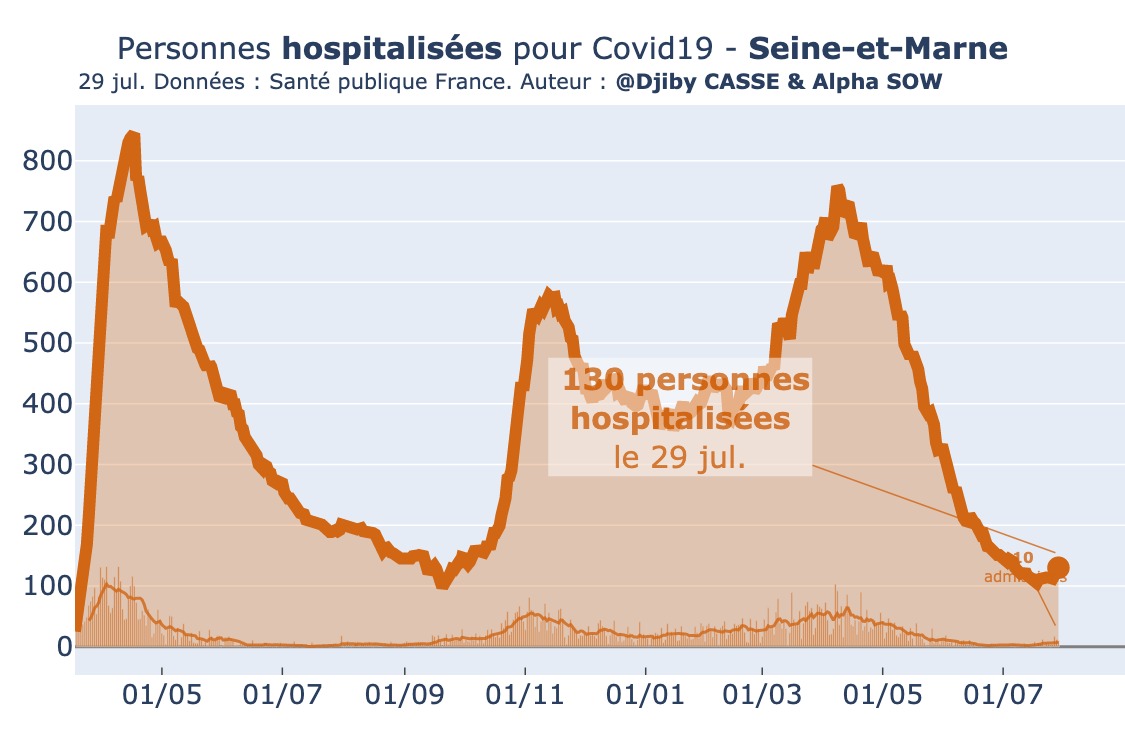 Personnes hospitalisées pour Covid19 - Seine-et-Marne
29 jul. Données : Santé publique France. Auteur : @Djiby CASSE & Alpha SOW
800
700
600
500
400
300
200
100
0
130 personnes
hospitalisées
le 29 jul.
10
01/05 01/07 01/09 01/11 01/01 01/03 01/05 01/07